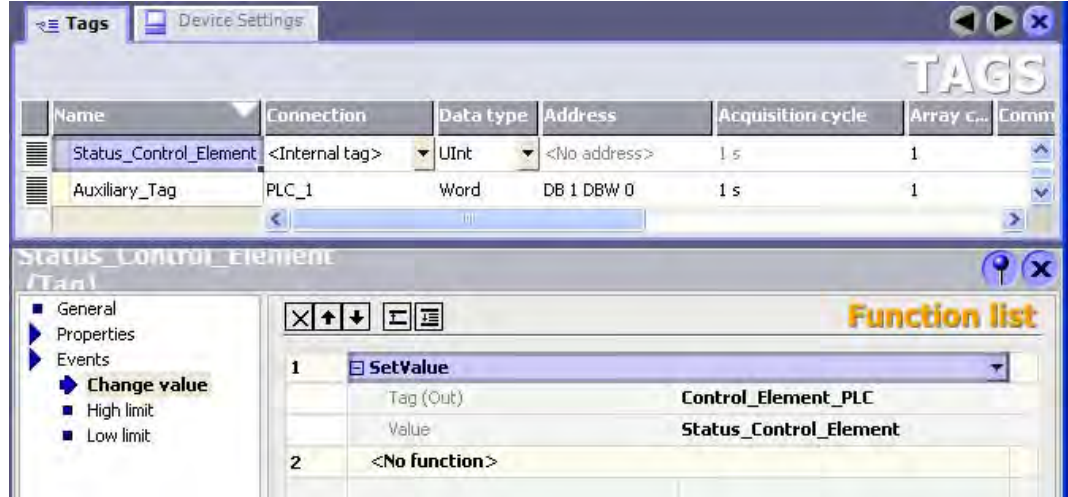 Tags Device Settings
TAGS
Name Connection Data type Address Acquisition cycle Array c... Comm
Status_Control_Element <Internal tag> UInt <No address> 1 s 1
Auxiliary_Tag PLC_1 Word DB 1 DBW 0 1 s 1
Status_Control_Element
(Tag)
General
Properties
Events
Change value
High limit
Low limit
Function list
1 SetValue
Tag (Out) Control_Element_PLC
Value Status_Control_Element
2 <No function>